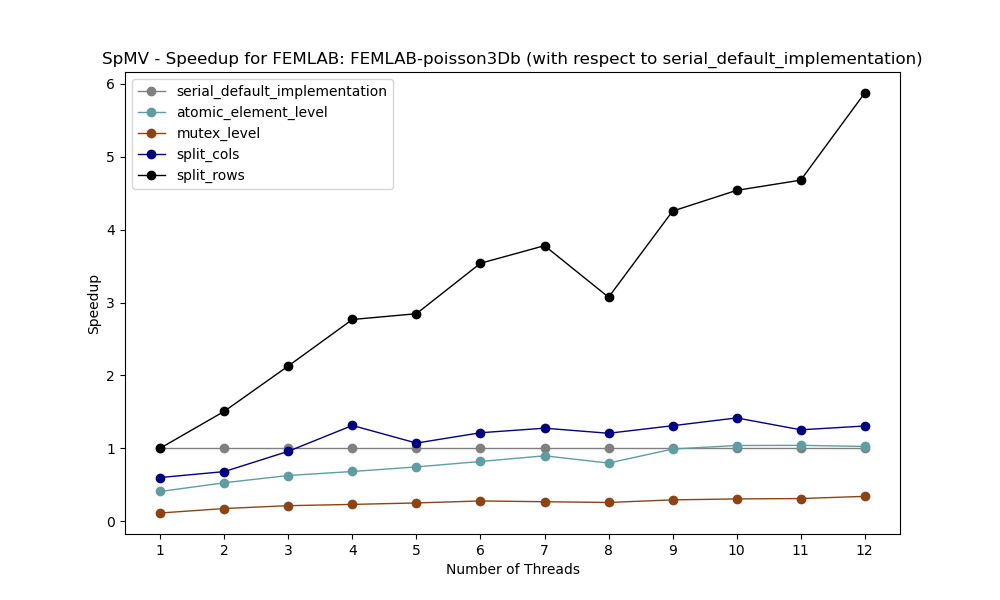 SpMV - Speedup for FEMLAB: FEMLAB-poisson3Db (with respect to serial_default_implementation)
serial_default_implementation
atomic_element_level
mutex_level
split_cols
split_rows
6
5
4
3
2
1
0
Speedup
1 2 3 4 5 6 7 8 9 10 11 12
Number of Threads